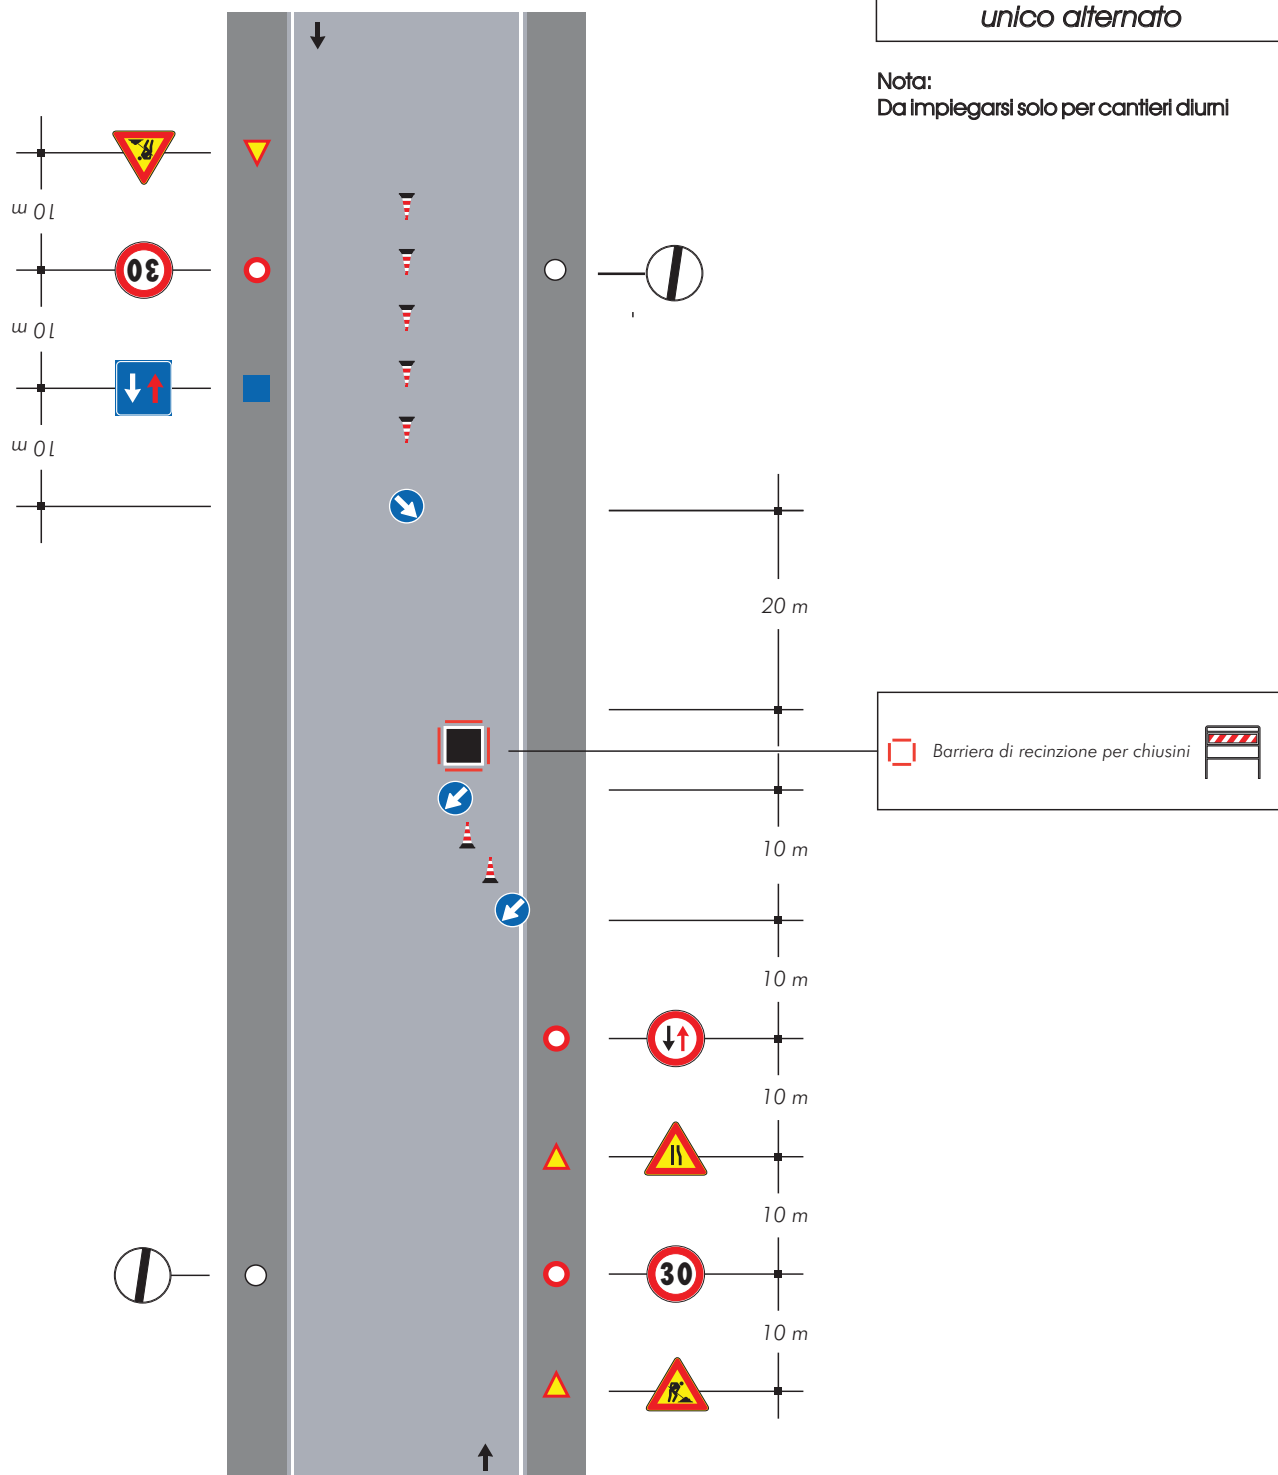 unico alternato
Nota:
Da impiegarsi solo per cantieri diurni
10 m
30
10 m
10 m
20 m
Barriera di recinzione per chiusini
10 m
10 m
10 m
10 m
30
10 m